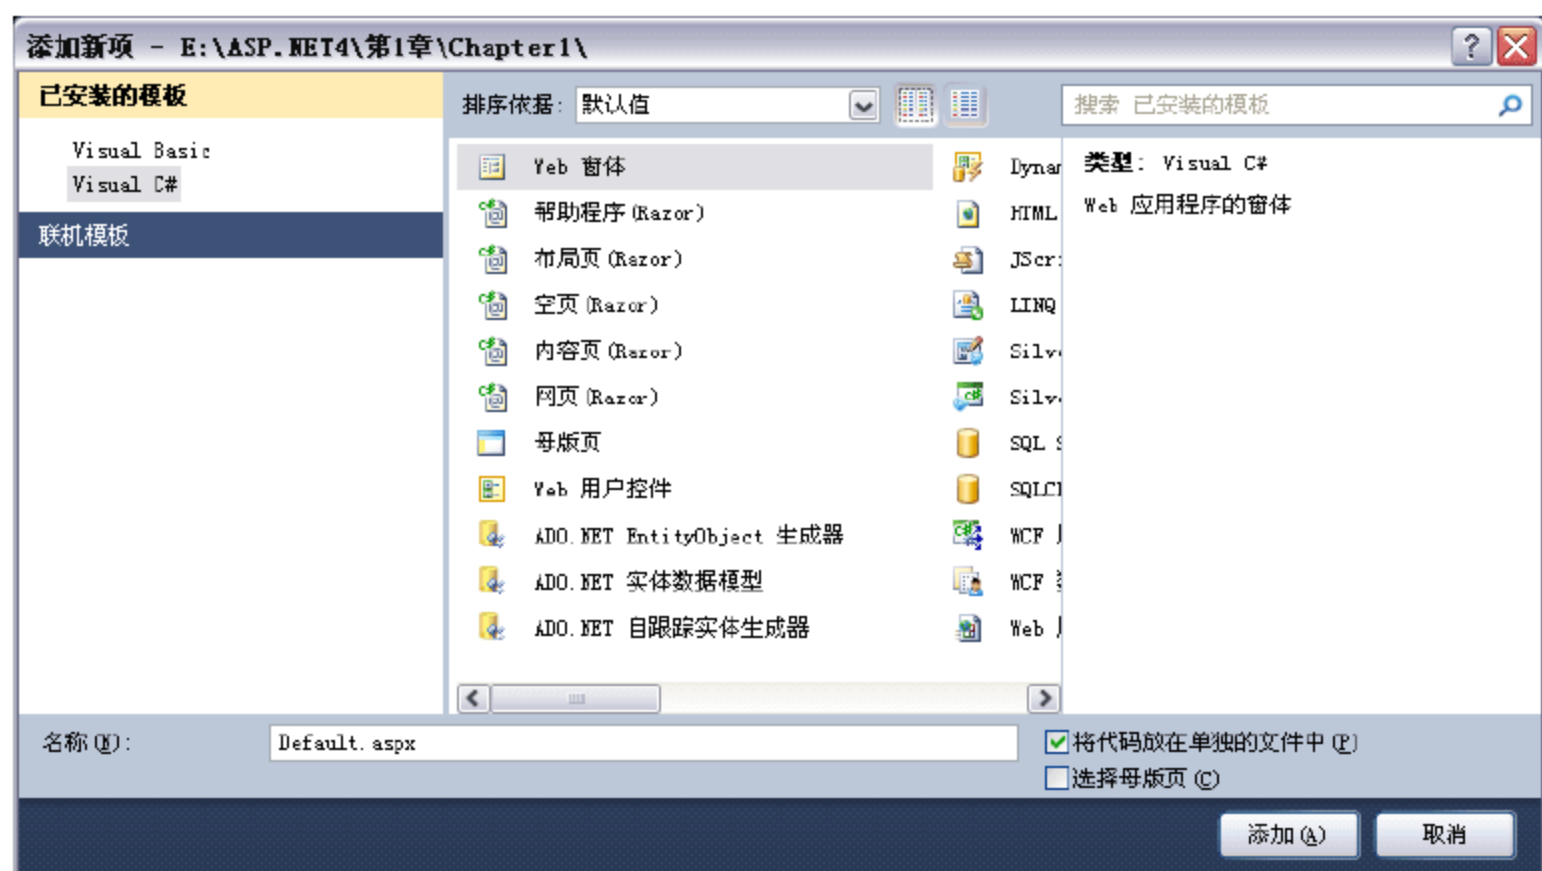 添加新项 - E:\ASP.NET4\第1章\Chapter1\
已安装的模板
排序依据: 默认值
搜索 已安装的模板
Visual Basic
Visual C#
联机模板
Web 窗体
帮助程序(Razor)
布局页(Razor)
空页(Razor)
内容页(Razor)
网页(Razor)
母版页
Web 用户控件
ADO.NET EntityObject 生成器
ADO.NET 实体数据模型
ADO.NET 自跟踪实体生成器
HTML
LINQ
SQL
WCF
WCF
Web
类型: Visual C#
Web 应用程序的窗体
名称(N): Default.aspx
将代码放在单独的文件中(P)
选择母版页(C)
添加(A)
取消